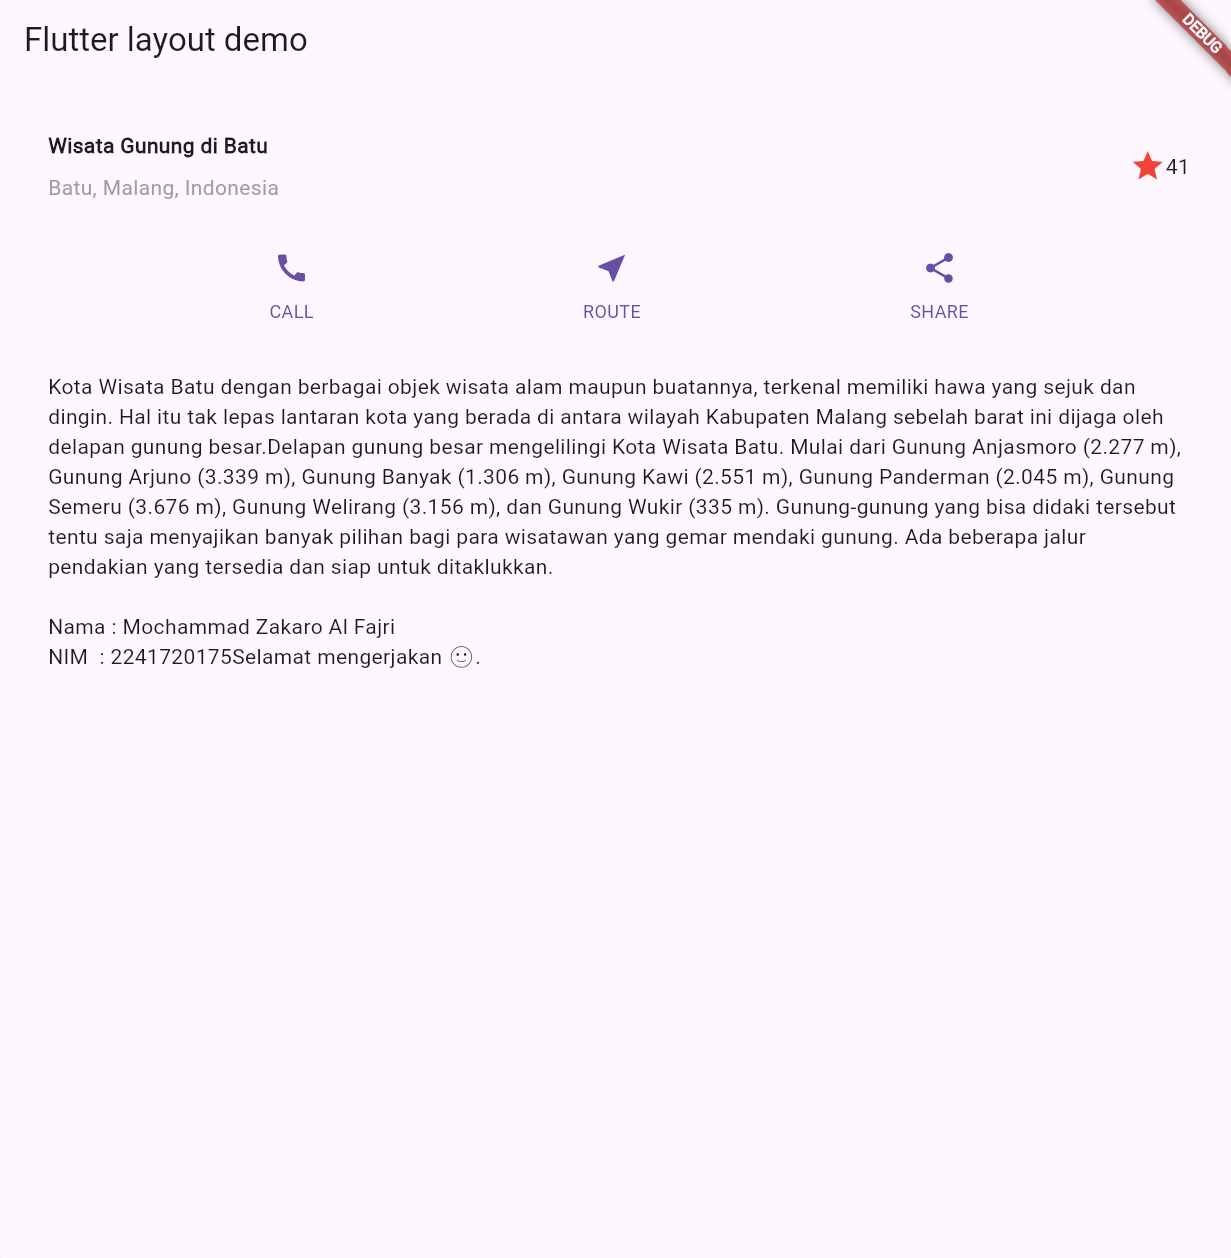 Flutter layout demo
DEBUG
Wisata Gunung di Batu
Batu, Malang, Indonesia
41
CALL
ROUTE
SHARE
Kota Wisata Batu dengan berbagai objek wisata alam maupun buatannya, terkenal memiliki hawa yang sejuk dan
dingin. Hal itu tak lepas lantaran kota yang berada di antara wilayah Kabupaten Malang sebelah barat ini dijaga oleh
delapan gunung besar.Delapan gunung besar mengelilingi Kota Wisata Batu. Mulai dari Gunung Anjasmoro (2.277 m),
Gunung Arjuno (3.339 m), Gunung Banyak (1.306 m), Gunung Kawi (2.551 m), Gunung Panderman (2.045 m), Gunung
Semeru (3.676 m), Gunung Welirang (3.156 m), dan Gunung Wukir (335 m). Gunung-gunung yang bisa didaki tersebut
tentu saja menyajikan banyak pilihan bagi para wisatawan yang gemar mendaki gunung. Ada beberapa jalur
pendakian yang tersedia dan siap untuk ditaklukkan.
Nama : Mochammad Zakaro Al Fajri
NIM  : 2241720175Selamat mengerjakan 🙂.